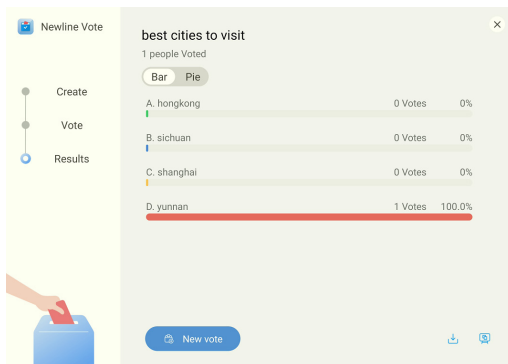 Newline Vote
Create
Vote
Results
best cities to visit
1 people Voted
Bar Pie
A. hongkong 0 Votes 0%
B. sichuan 0 Votes 0%
C. shanghai 0 Votes 0%
D. yunnan 1 Votes 100.0%
New vote